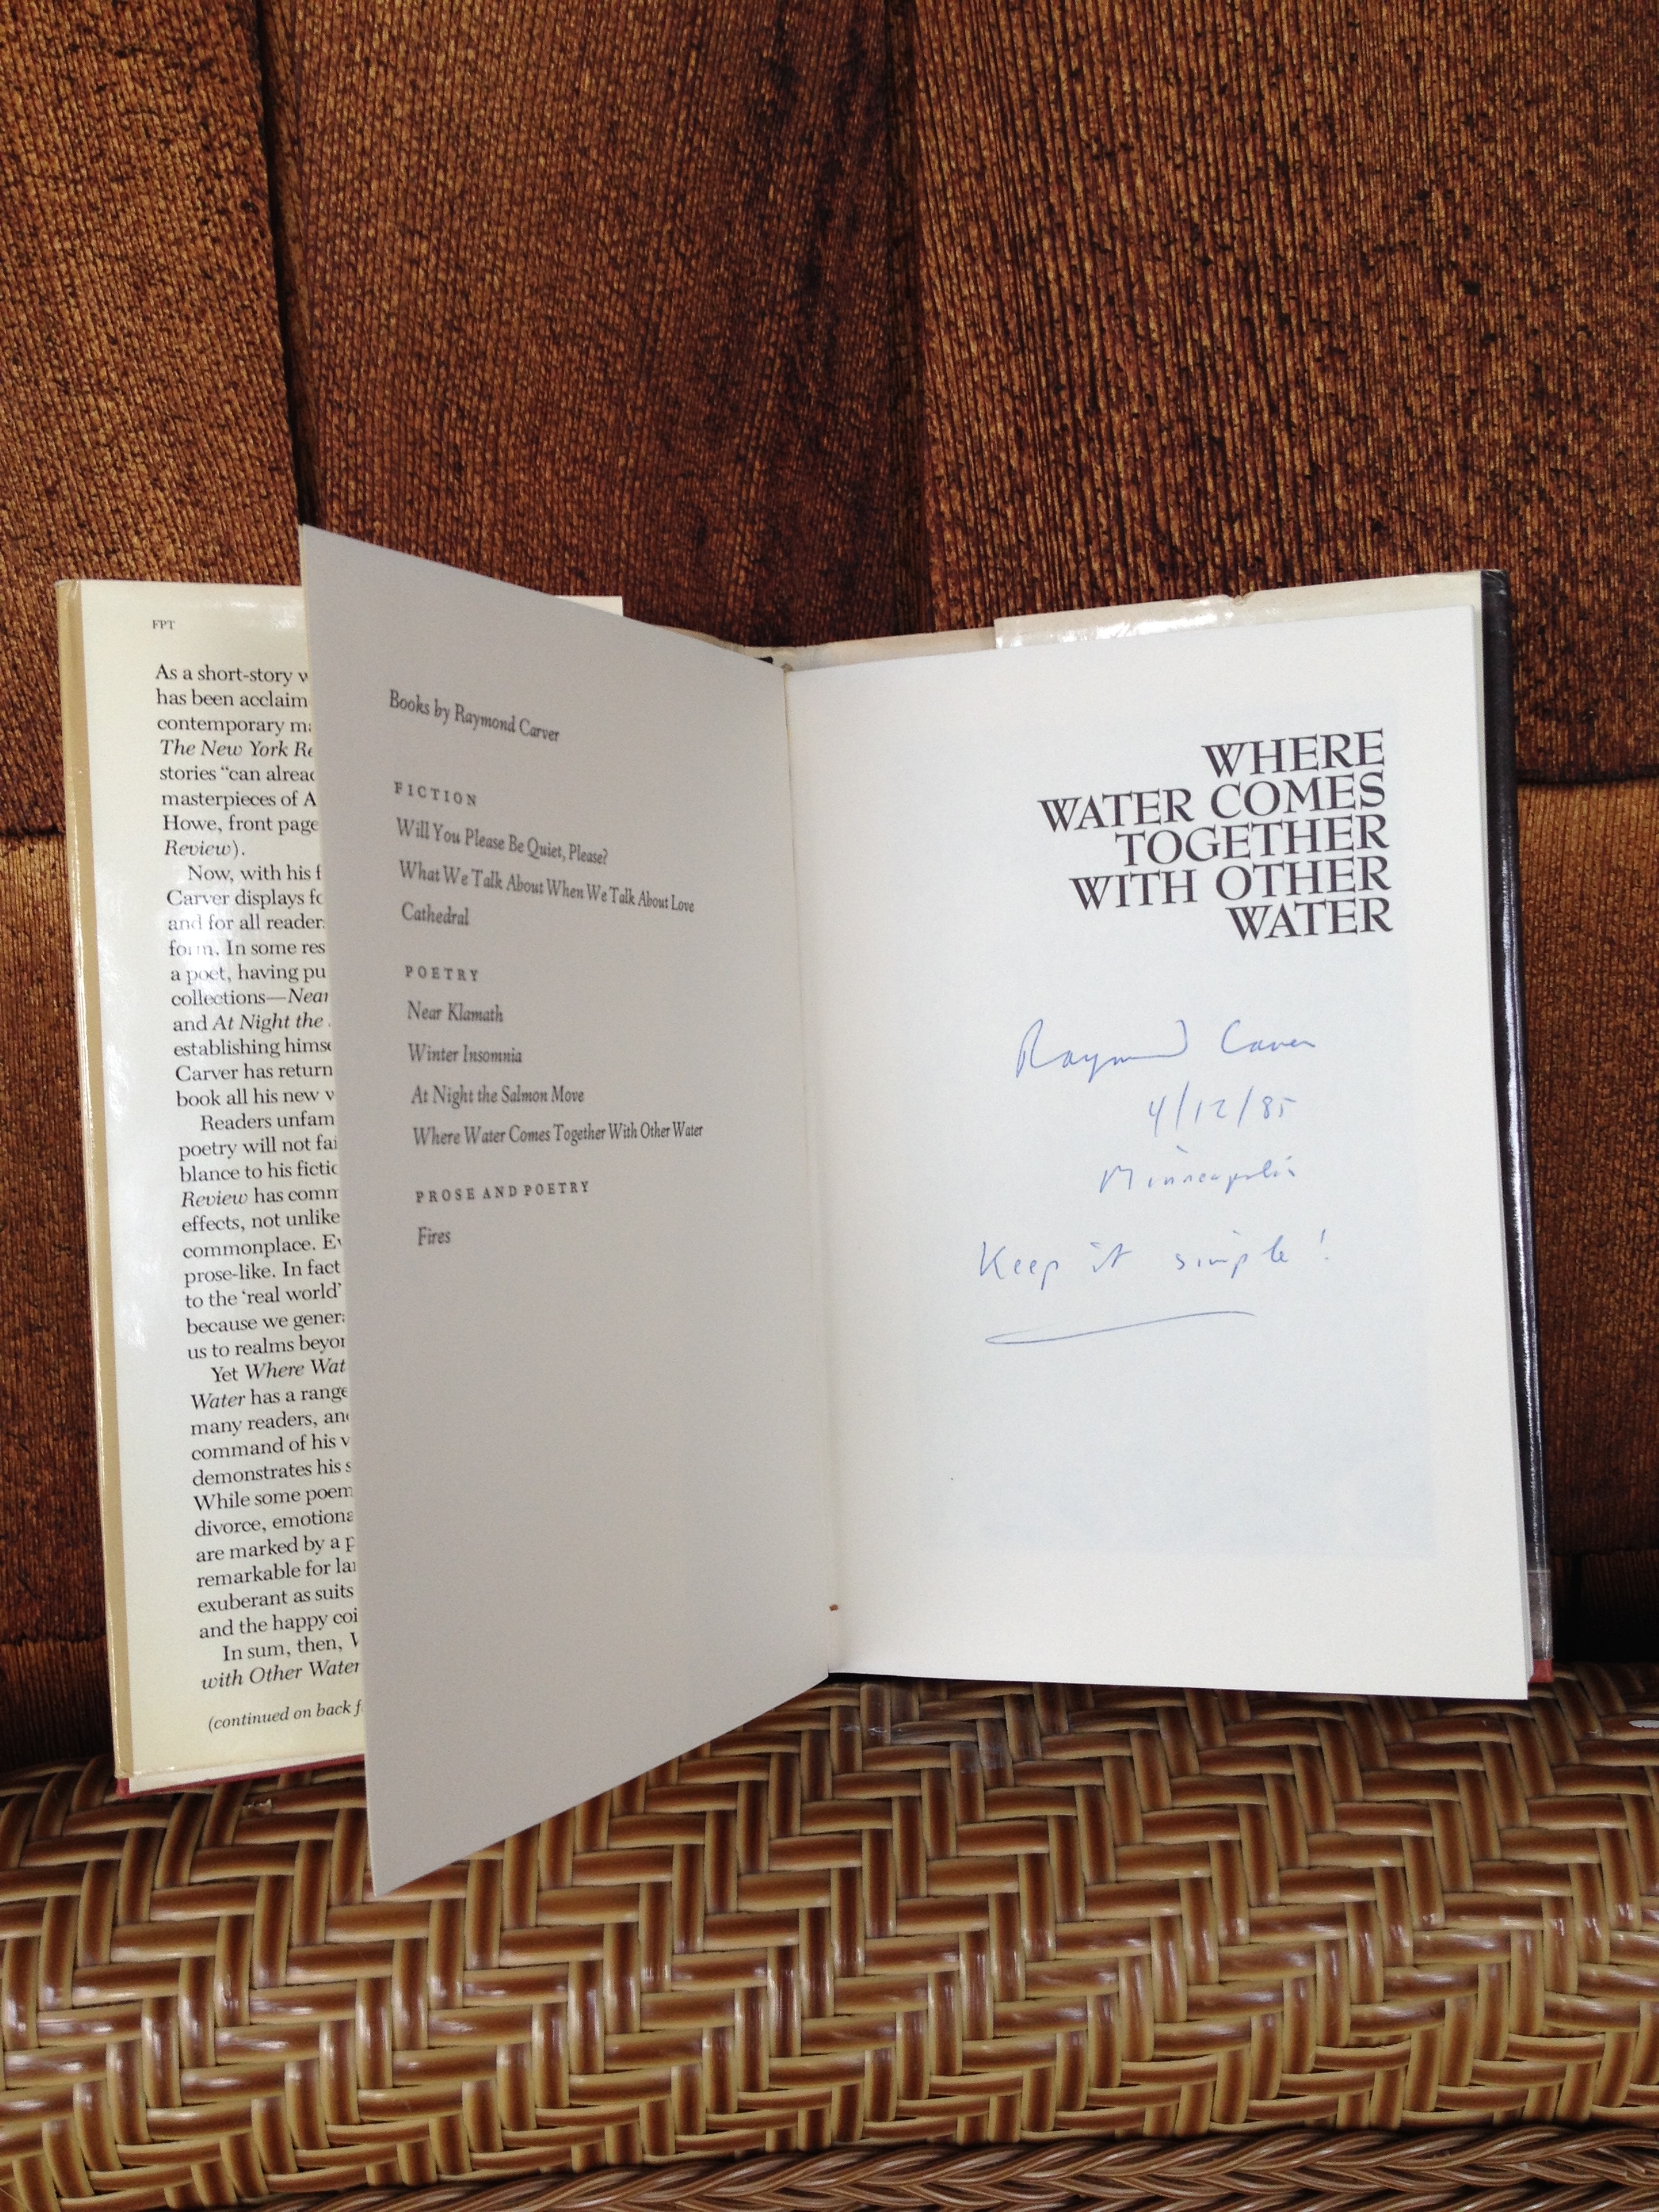 FPT
As a short-story
has been acclaim
contemporary
The New York Re
stories "can alrea
masterpieces of A
Howe, front page
Review).
Now, with his f
Carver displays fo
and for all reader
form. In some res
a poet, having pu
collections—Near
and At Night the
establishing himse
Carver has return
book all his new
Readers unfam
poetry will not fai
blance to his fictio
Review has comm
effects, not unlike
commonplace. Ev
prose-like. In fact
to the 'real world'
because we genera
us to realms beyon
Yet Where Wat
Water has a range
many readers, and
command of his v
demonstrates his s
While some poem
divorce, emotiona
are marked by a p
remarkable for lan
exuberant as suits
and the happy coi
In sum, then,
with Other Water
(continued on back f
Books by Raymond Carver
FICTION
Will You Please Be Quiet, Please?
What We Talk About When We Talk About Love
Cathedral
POETRY
Near Klamath
Winter Insomnia
At Night the Salmon Move
Where Water Comes Together With Other Water
PROSE AND POETRY
Fires
WHERE
WATER COMES
TOGETHER
WITH OTHER
WATER
Raymond Carver
4/12/85
Minneapolis
Keep it simple!